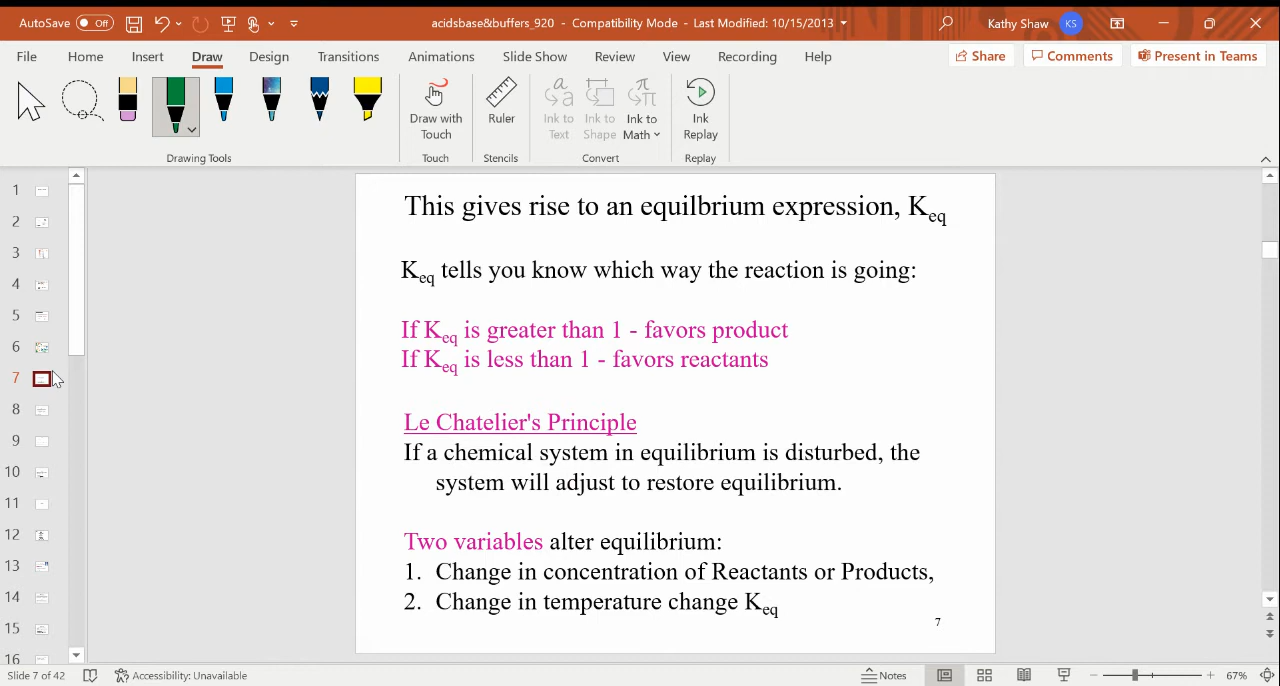 AutoSave Off acidsbase&buffers_920 - Compatibility Mode - Last Modified: 10/15/2013 Kathy Shaw KS
File Home Insert Draw Design Transitions Animations Slide Show Review View Recording Help Share Comments Present in Teams
Draw with Touch
Ruler
Ink to Text
Ink to Shape
Ink to Math
Ink Replay
Drawing Tools Touch Stencils Convert Replay
1
2
3
4
5
6
7
8
9
10
11
12
13
14
15
16
This gives rise to an equilbrium expression, Keq
Keq tells you know which way the reaction is going:
If Keq is greater than 1 - favors product
If Keq is less than 1 - favors reactants
Le Chatelier's Principle
If a chemical system in equilibrium is disturbed, the
system will adjust to restore equilibrium.
Two variables alter equilibrium:
1. Change in concentration of Reactants or Products,
2. Change in temperature change Keq
7
Slide 7 of 42 Accessibility: Unavailable Notes 67%